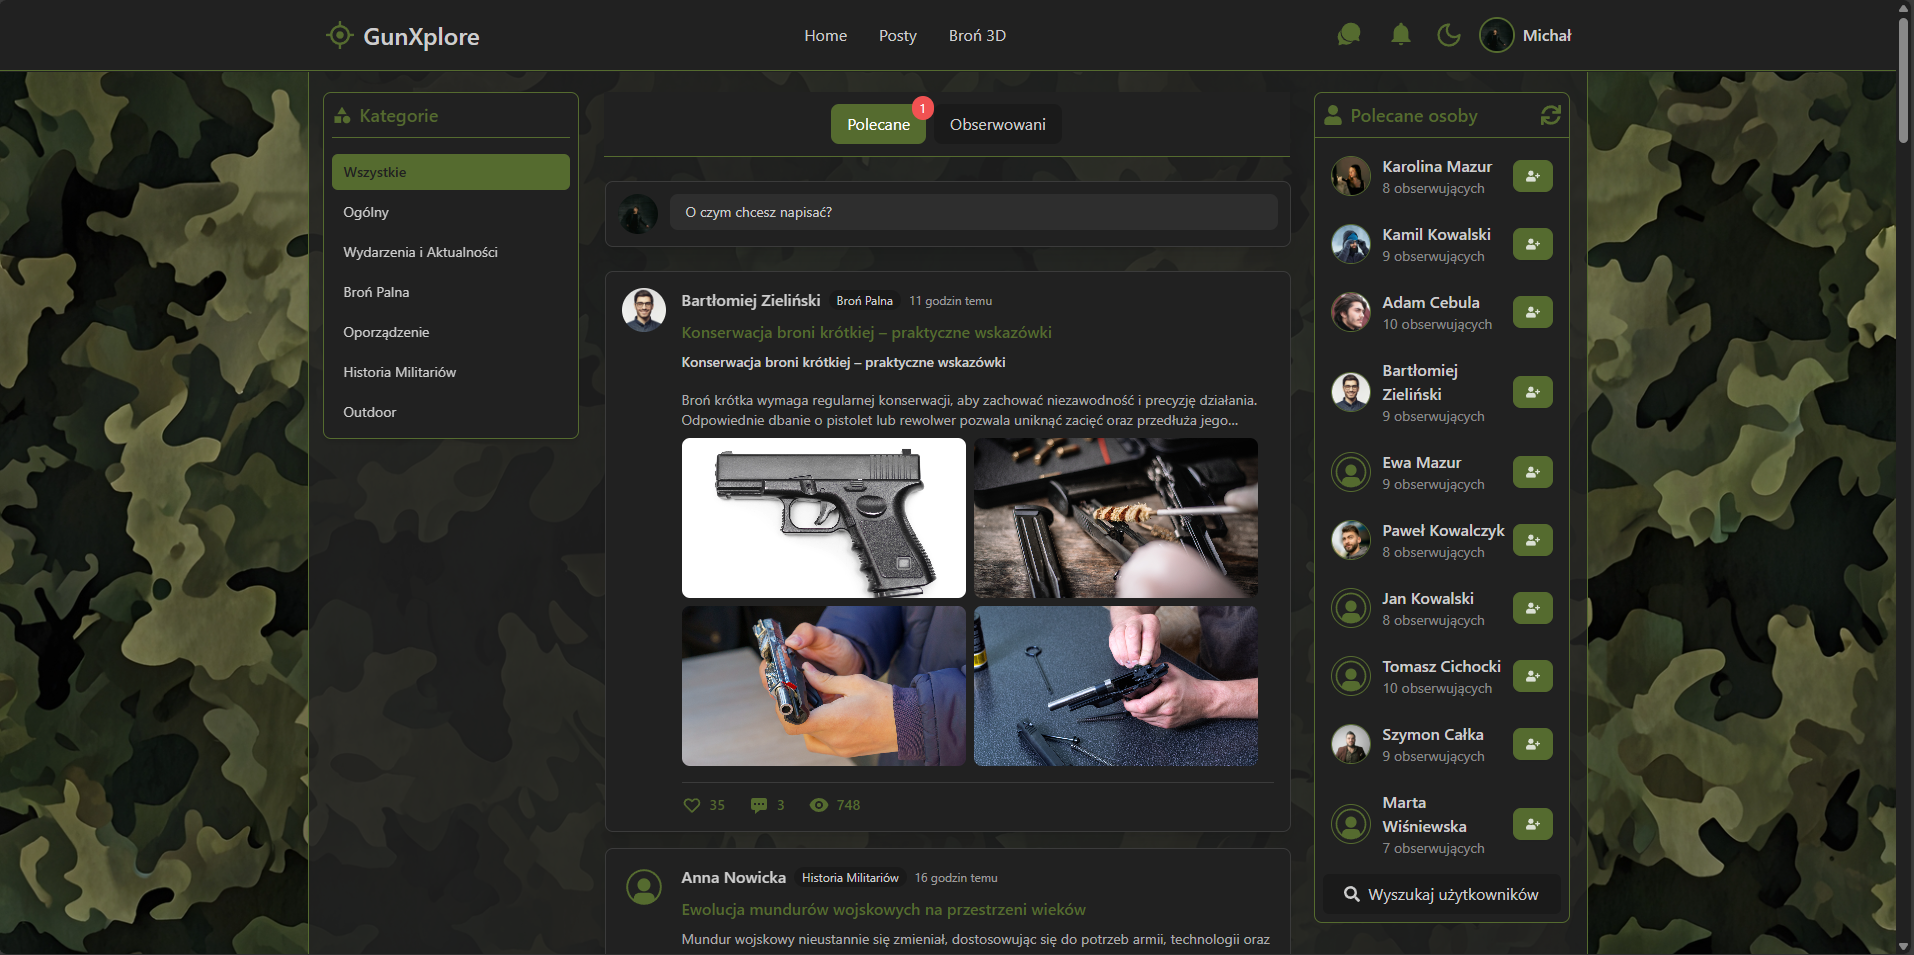 GunXplore
Home
Posty
Broń 3D
Michał
Kategorie
Wszystkie
Ogólny
Wydarzenia i Aktualności
Broń Palna
Oporządzenie
Historia Militariów
Outdoor
Polecane
1
Obserwowani
O czym chcesz napisać?
Bartłomiej Zieliński Broń Palna 11 godzin temu
Konserwacja broni krótkiej – praktyczne wskazówki
Konserwacja broni krótkiej – praktyczne wskazówki
Broń krótka wymaga regularnej konserwacji, aby zachować niezawodność i precyzję działania.
Odpowiednie dbanie o pistolet lub rewolwer pozwala uniknąć zacięć oraz przedłuża jego...
35 3 748
Anna Nowicka Historia Militariów 16 godzin temu
Ewolucja mundurów wojskowych na przestrzeni wieków
Mundur wojskowy nieustannie się zmieniał, dostosowując się do potrzeb armii, technologii oraz
Polecane osoby
Karolina Mazur
8 obserwujących
Kamil Kowalski
9 obserwujących
Adam Cebula
10 obserwujących
Bartłomiej
Zieliński
9 obserwujących
Ewa Mazur
9 obserwujących
Paweł Kowalczyk
8 obserwujących
Jan Kowalski
8 obserwujących
Tomasz Cichocki
10 obserwujących
Szymon Całka
9 obserwujących
Marta
Wiśniewska
7 obserwujących
Wyszukaj użytkowników